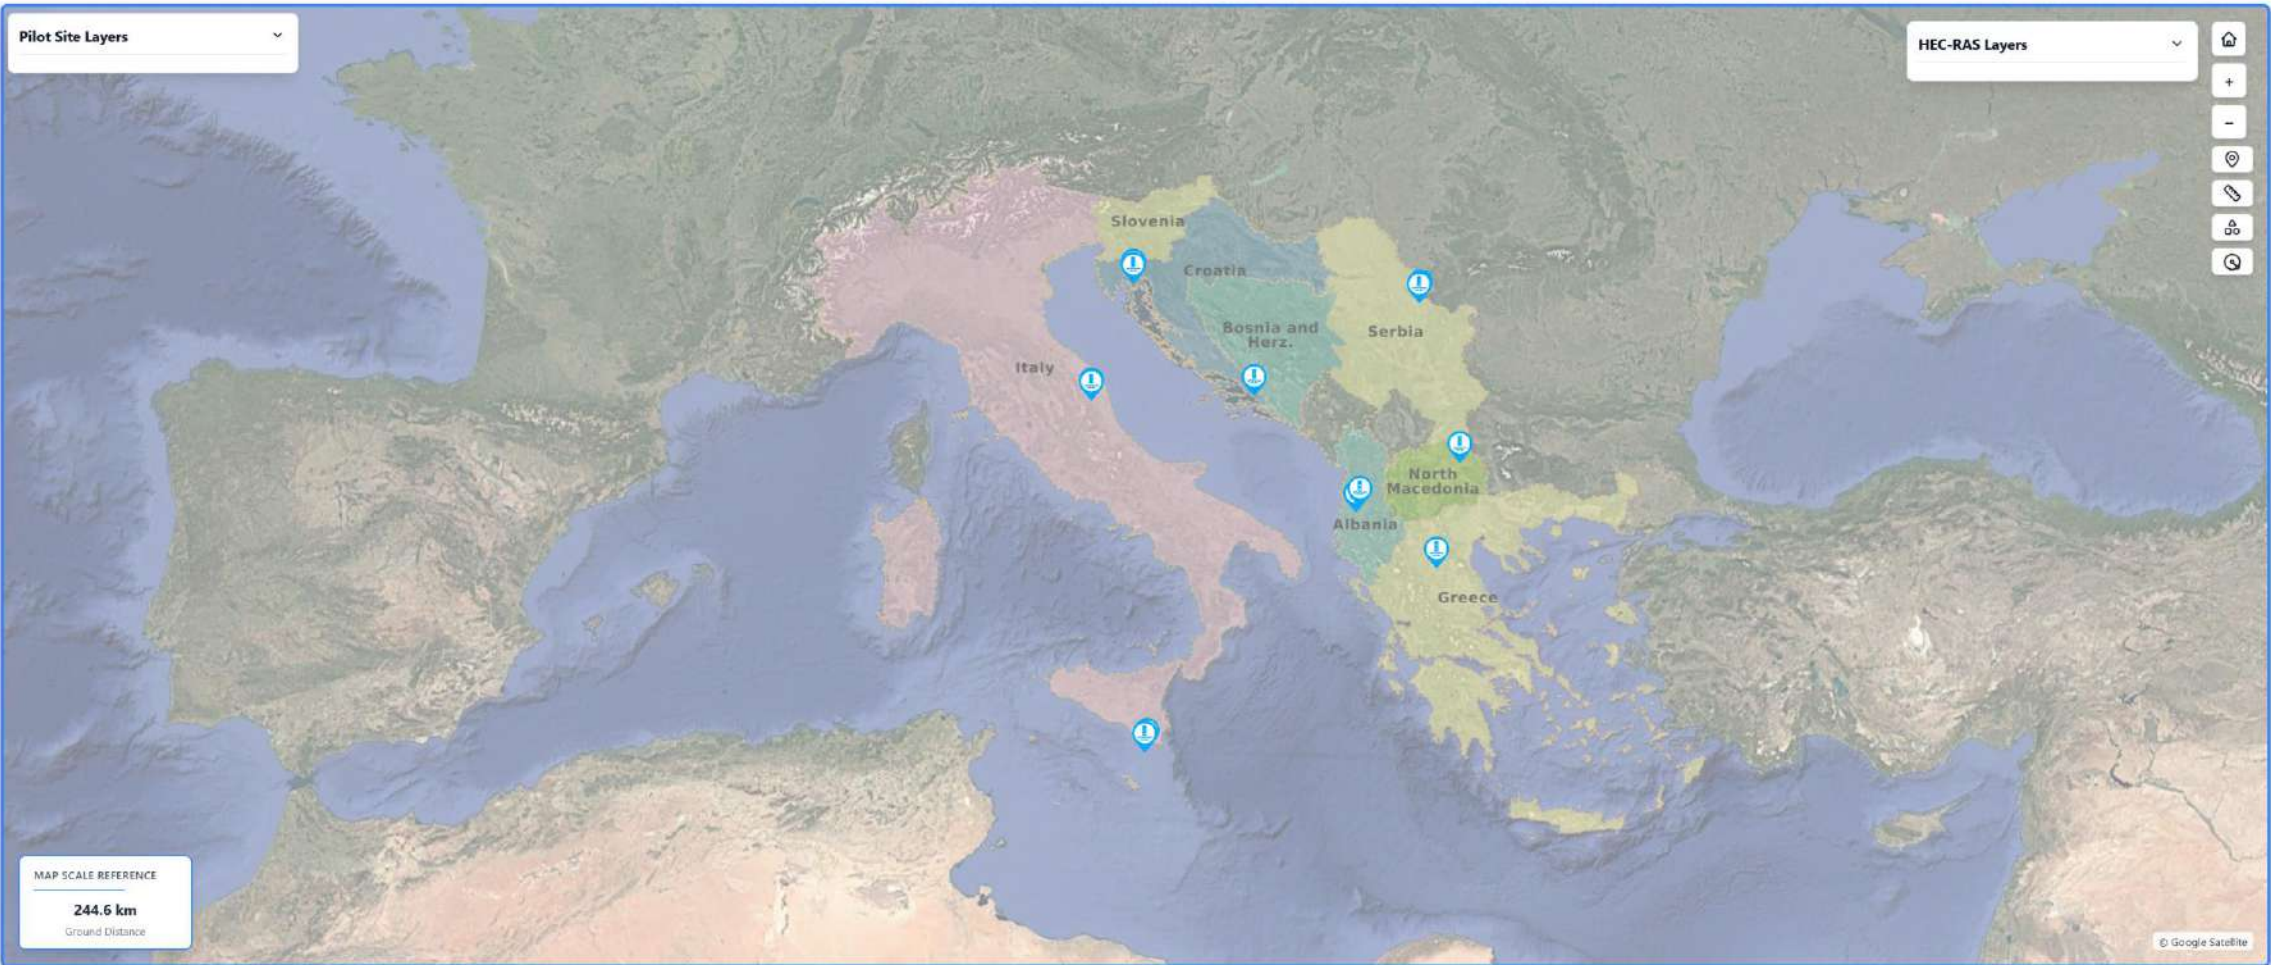 Pilot Site Layers
HEC-RAS Layers
+
−
Slovenia
Croatia
Bosnia and
Herz.
Serbia
Italy
North
Macedonia
Albania
Greece
MAP SCALE REFERENCE
244.6 km
Ground Distance
© Google Satellite